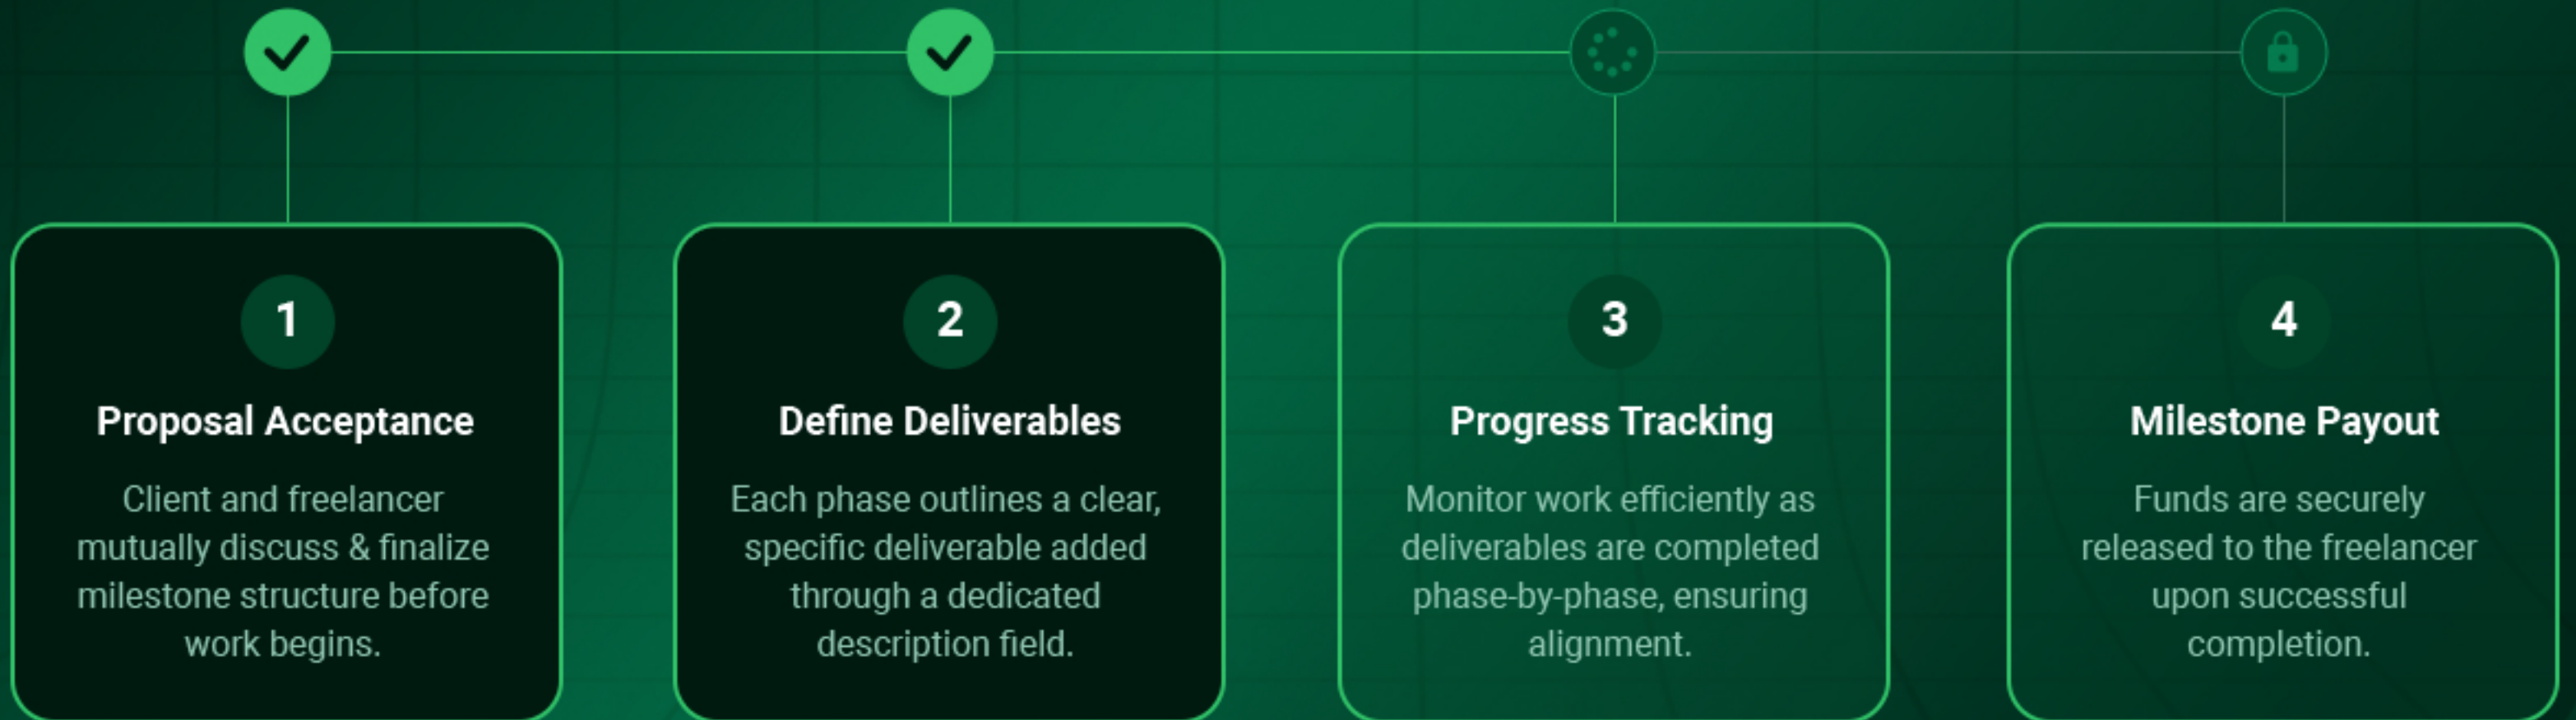 1
Proposal Acceptance
Client and freelancer
mutually discuss & finalize
milestone structure before
work begins.
2
Define Deliverables
Each phase outlines a clear,
specific deliverable added
through a dedicated
description field.
3
Progress Tracking
Monitor work efficiently as
deliverables are completed
phase-by-phase, ensuring
alignment.
4
Milestone Payout
Funds are securely
released to the freelancer
upon successful
completion.